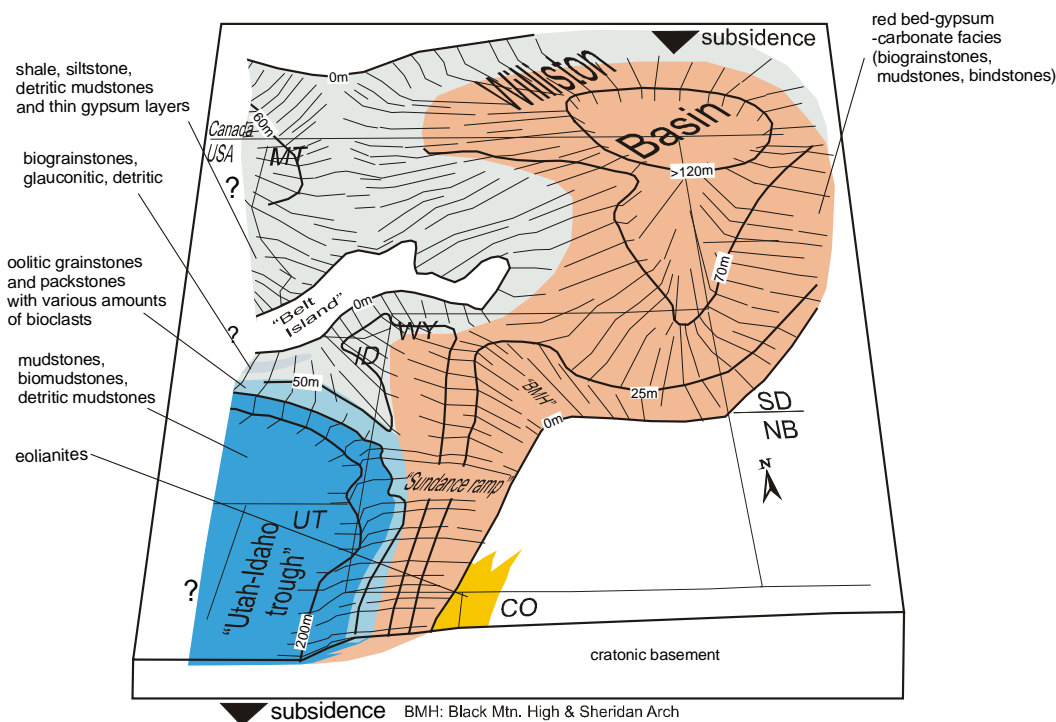 subsidence
red bed-gypsum
-carbonate facies
(biograinstones,
mudstones, bindstones)
shale, siltstone,
detritic mudstones
and thin gypsum layers
0m
Williston
Basin
60m
Canada
USA
MT
?
biograinstones,
glauconitic, detritic
>120m
70m
oolitic grainstones
and packstones
with various amounts
of bioclasts
"Belt
Island"
0m
?
WY
ID
mudstones,
biomudstones,
detritic mudstones
50m
"BMH"
25m
0m
SD
NB
N
eolianites
"Sundance ramp"
UT
"Utah-Idaho
trough"
?
200m
CO
cratonic basement
subsidence
BMH: Black Mtn. High & Sheridan Arch